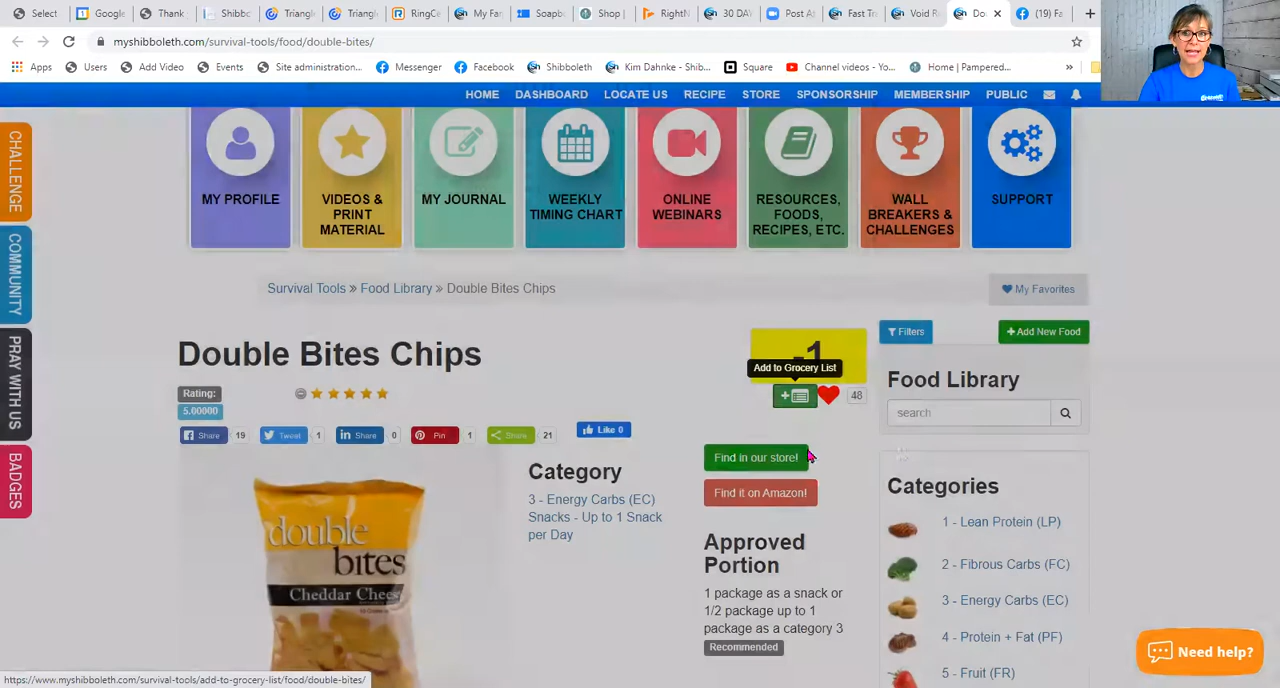 Select
Google
Thank
Shibbc
Triangle
Triangle
RingCe
My Fan
Soapb
Shop |
RightN
30 DAY
Post A
Fast Tr
Void R
Do
(19) Fa
myshibboleth.com/survival-tools/food/double-bites/
Apps
Users
Add Video
Events
Site administration...
Messenger
Shibboleth
Kim Dahnke - Shib...
Square
Channel videos - Yo...
Home | Pampered...
»
HOME
DASHBOARD
LOCATE US
RECIPE
STORE
SPONSORSHIP
MEMBERSHIP
PUBLIC
CHALLENGE
COMMUNITY
PRAY WITH US
BADGES
MY PROFILE
VIDEOS &
PRINT
MATERIAL
MY JOURNAL
WEEKLY
TIMING CHART
ONLINE
WEBINARS
RESOURCES,
FOODS,
RECIPES, ETC.
WALL
BREAKERS &
CHALLENGES
SUPPORT
Survival Tools » Food Library » Double Bites Chips
My Favorites
Double Bites Chips
-1
Add to Grocery List
48
Rating:
5.00000
Share 19
Tweet 1
Share 0
Pin 1
Share 21
Like 0
double
bites
Cheddar Cheese
Category
3 - Energy Carbs (EC)
Snacks - Up to 1 Snack
per Day
Find in our store!
Find it on Amazon!
Approved
Portion
1 package as a snack or
1/2 package up to 1
package as a category 3
Recommended
Filters
+ Add New Food
Food Library
search
Categories
1 - Lean Protein (LP)
2 - Fibrous Carbs (FC)
3 - Energy Carbs (EC)
4 - Protein + Fat (PF)
5 - Fruit (FR)
Need help?
https://www.myshibboleth.com/survival-tools/add-to-grocery-list/food/double-bites/